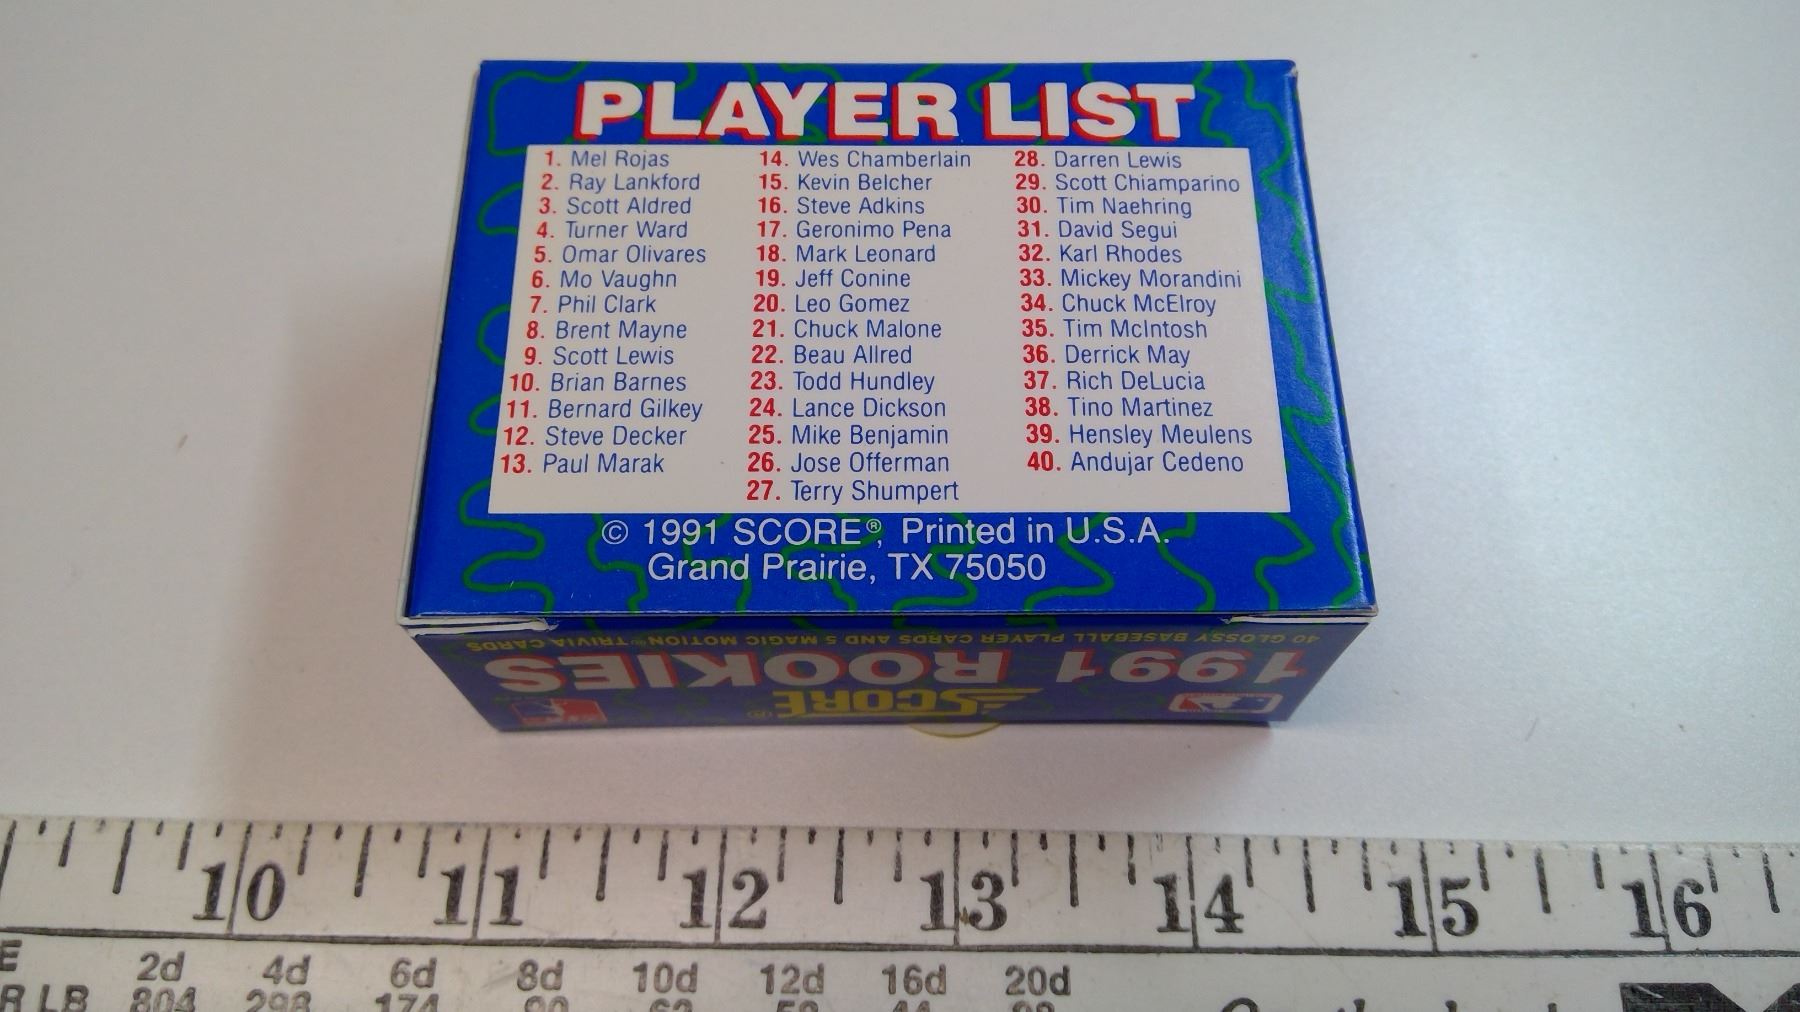 PLAYER LIST
1. Mel Rojas
2. Ray Lankford
3. Scott Aldred
4. Turner Ward
5. Omar Olivares
6. Mo Vaughn
7. Phil Clark
8. Brent Mayne
9. Scott Lewis
10. Brian Barnes
11. Bernard Gilkey
12. Steve Decker
13. Paul Marak
14. Wes Chamberlain
15. Kevin Belcher
16. Steve Adkins
17. Geronimo Pena
18. Mark Leonard
19. Jeff Conine
20. Leo Gomez
21. Chuck Malone
22. Beau Allred
23. Todd Hundley
24. Lance Dickson
25. Mike Benjamin
26. Jose Offerman
27. Terry Shumpert
28. Darren Lewis
29. Scott Chiamparino
30. Tim Naehring
31. David Segui
32. Karl Rhodes
33. Mickey Morandini
34. Chuck McElroy
35. Tim McIntosh
36. Derrick May
37. Rich DeLucia
38. Tino Martinez
39. Hensley Meulens
40. Andujar Cedeno
© 1991 SCORE®, Printed in U.S.A.
Grand Prairie, TX 75050
40 GLOSSY BASEBALL PLAYER CARDS AND 5 MAGIC MOTION™ TRIVIA CARDS
1991 ROOKIES
SCORE®
10 11 12 13 14 15 16
2d 4d 6d 8d 10d 12d 16d 20d
LB 804 298 174